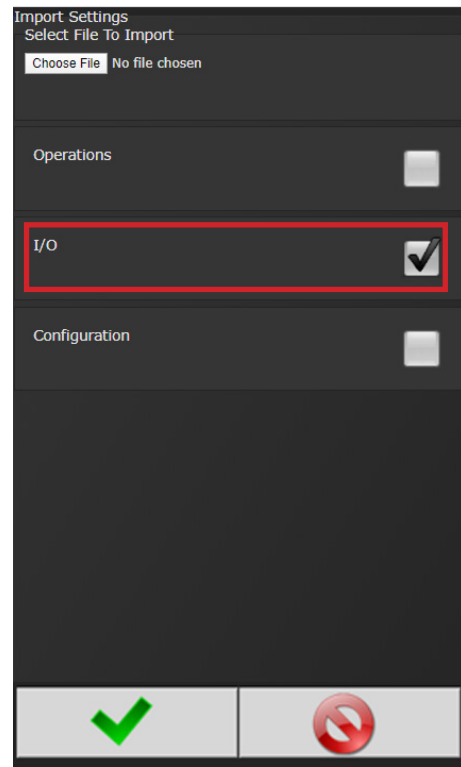 Import Settings
Select File To Import
Choose File No file chosen
Operations
I/O
Configuration